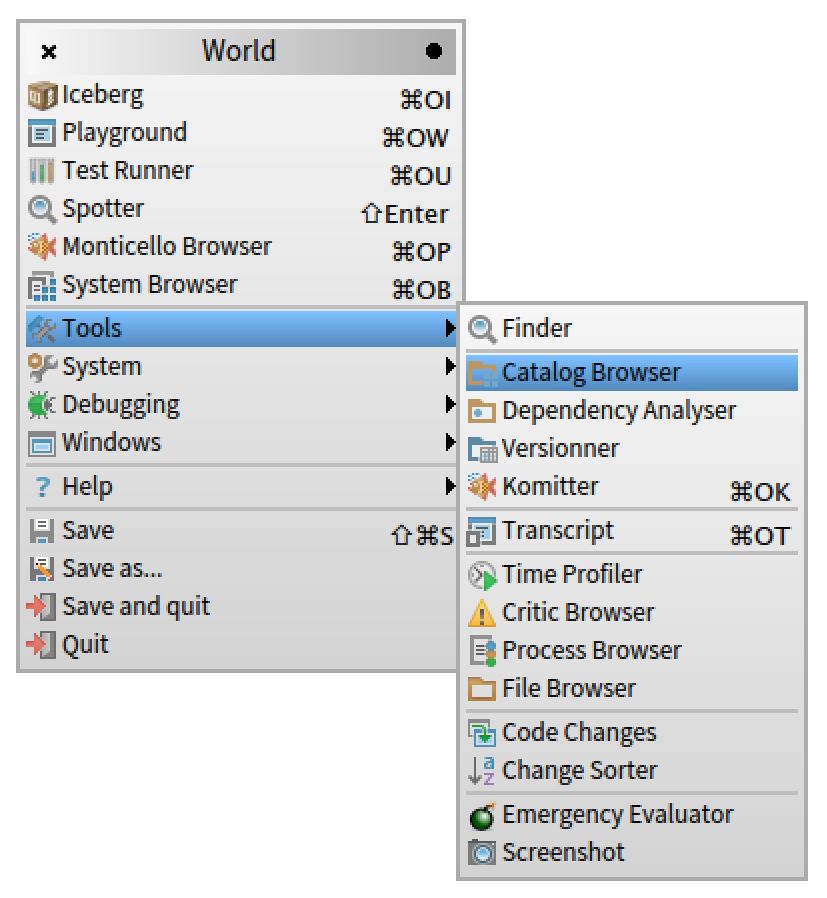 World
Iceberg ⌘OI
Playground ⌘OW
Test Runner ⌘OU
Spotter ⇧Enter
Monticello Browser ⌘OP
System Browser ⌘OB
Tools
System
Debugging
Windows
? Help
Save ⇧⌘S
Save as...
Save and quit
Quit
Finder
Catalog Browser
Dependency Analyser
Versionner
Komitter ⌘OK
Transcript ⌘OT
Time Profiler
Critic Browser
Process Browser
File Browser
Code Changes
Change Sorter
Emergency Evaluator
Screenshot